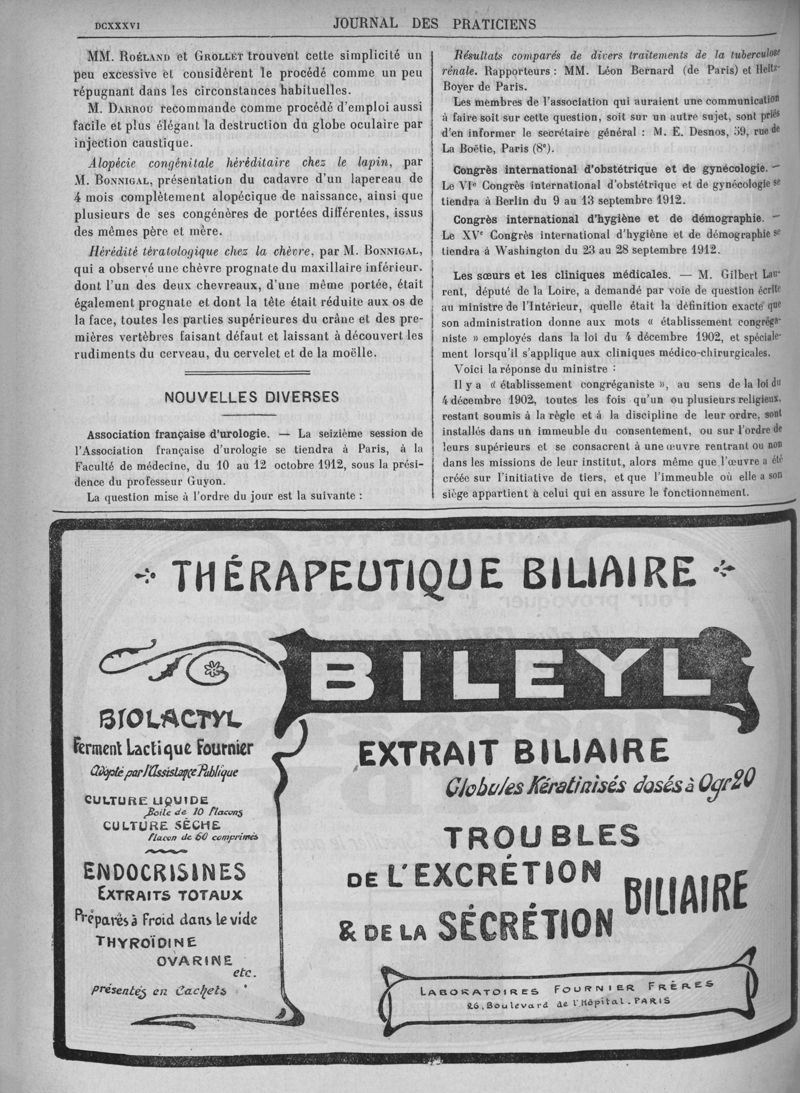 DCXXXVI
JOURNAL DES PRATICIENS
MM. ROÉLAND et GROLLET trouvent cette simplicité un
peu excessive et considèrent le procédé comme un peu
répugnant dans les circonstances habituelles.
M. DARROU recommande comme procédé d'emploi aussi
facile et plus élégant la destruction du globe oculaire par
injection caustique.
Alopécie congénitale héréditaire chez le lapin, par
M. BONNIGAL, présentation du cadavre d'un lapereau de
4 mois complètement alopécique de naissance, ainsi que
plusieurs de ses congénères de portées différentes, issus
des mêmes père et mère.
Hérédité tératologique chez la chèvre, par M. BONNIGAL,
qui a observé une chèvre prognate du maxillaire inférieur,
dont l'un des deux chevreaux, d'une même portée, était
également prognate et dont la tête était réduite aux os de
la face, toutes les parties supérieures du crâne et des pre-
mières vertèbres faisant défaut et laissant à découvert les
rudiments du cerveau, du cervelet et de la moëlle.
NOUVELLES DIVERSES
Association française d'urologie. — La seizième session de
l'Association française d'urologie se tiendra à Paris, à la
Faculté de médecine, du 10 au 12 octobre 1912, sous la prési-
dence du professeur Guyon.
La question mise à l'ordre du jour est la suivante :
Résultats comparés de divers traitements de la tuberculose
rénale. Rapporteurs : MM. Léon Bernard (de Paris) et Heitz-
Boyer de Paris.
Les membres de l'association qui auraient une communication
à faire soit sur cette question, soit sur un autre sujet, sont priés
d'en informer le secrétaire général : M. E. Desnos, 59, rue de
La Boëtie, Paris (8e).
Congrès international d'obstétrique et de gynécologie. —
Le VIe Congrès international d'obstétrique et de gynécologie se
tiendra à Berlin du 9 au 13 septembre 1912.
Congrès international d'hygiène et de démographie. —
Le XVe Congrès international d'hygiène et de démographie se
tiendra à Washington du 23 au 28 septembre 1912.
Les sœurs et les cliniques médicales. — M. Gilbert Lau-
rent, député de la Loire, a demandé par voie de question écrite
au ministre de l'Intérieur, quelle était la définition exacte que
son administration donne aux mots « établissement congréga-
niste » employés dans la loi du 4 décembre 1902, et spéciale-
ment lorsqu'il s'applique aux cliniques médico-chirurgicales.
Voici la réponse du ministre :
Il y a « établissement congréganiste », au sens de la loi du
4 décembre 1902, toutes les fois qu'un ou plusieurs religieux,
restant soumis à la règle et à la discipline de leur ordre, sont
installés dans un immeuble du consentement, ou sur l'ordre de
leurs supérieurs et se consacrent à une œuvre rentrant ou non
dans les missions de leur institut, alors même que l'œuvre a été
créée sur l'initiative de tiers, et que l'immeuble où elle a son
siège appartient à celui qui en assure le fonctionnement.
THÉRAPEUTIQUE BILIAIRE
BILEYL
BIOLACTYL
Ferment Lactique Fournier
Adopté par l'Assistance Publique
CULTURE LIQUIDE
Boite de 10 flacons
CULTURE SÈCHE
flacon de 60 comprimés
ENDOCRISINES
EXTRAITS TOTAUX
Préparés à Froid dans le vide
THYROÏDINE
OVARINE
etc.
présentés en Cachets
EXTRAIT BILIAIRE
Globules Kératinisés dosés à 0gr20
TROUBLES
DE L'EXCRÉTION
& DE LA SÉCRÉTION
BILIAIRE
LABORATOIRES FOURNIER FRÈRES
26, Boulevard de l'Hôpital - PARIS